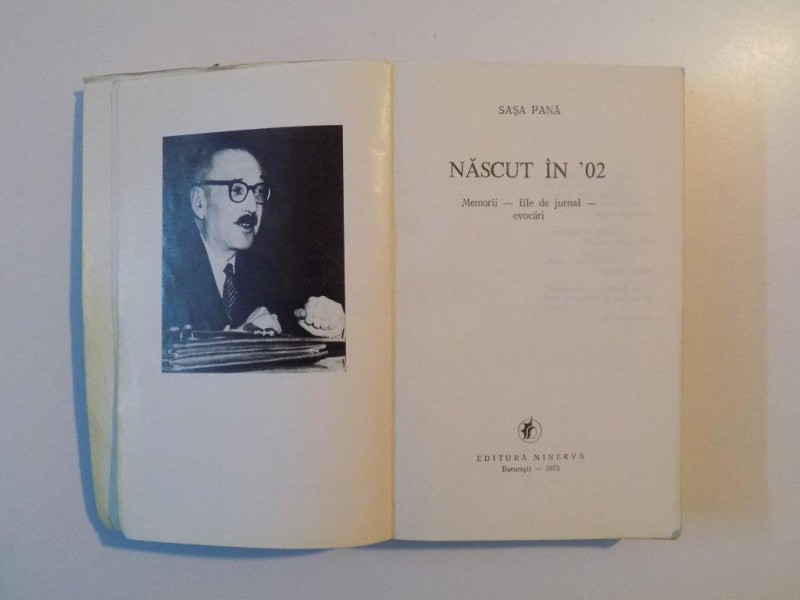 SAȘA PANĂ
NĂSCUT ÎN '02
Memorii — file de jurnal —
evocări
EDITURA MINERVA
București — 1973